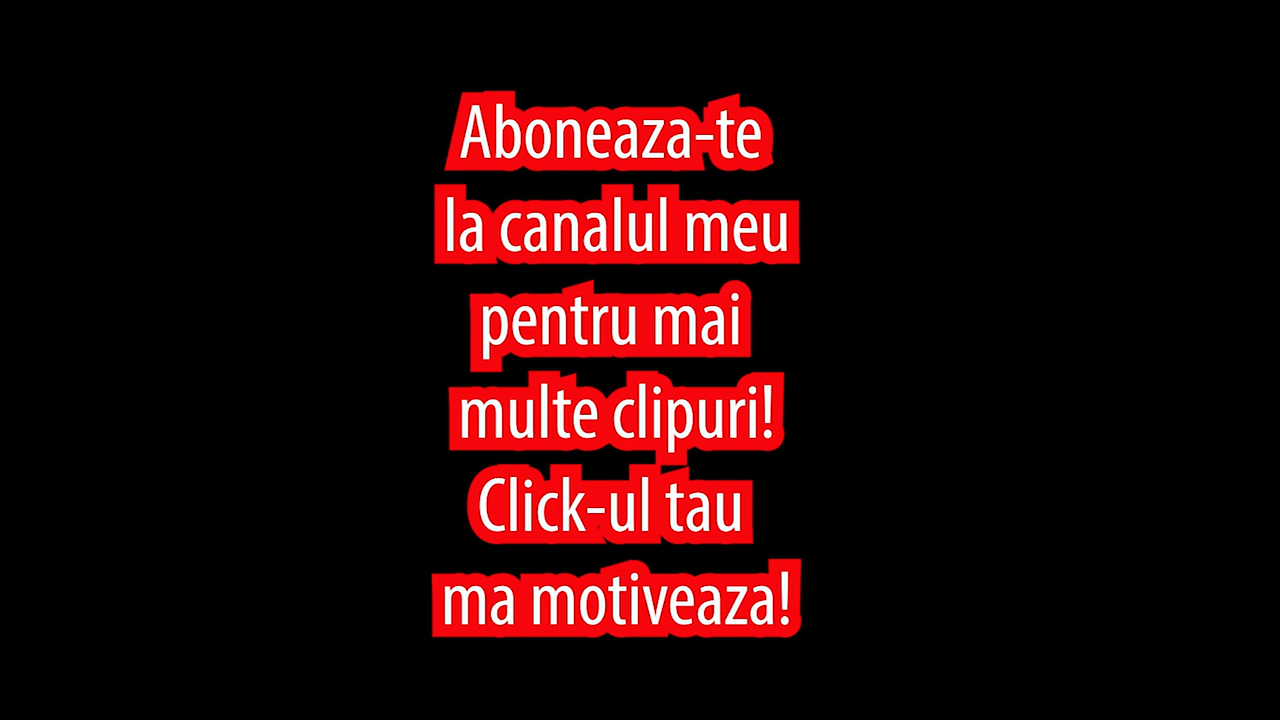 Aboneaza-te
la canalul meu
pentru mai
multe clipuri!
Click-ul tau
ma motiveaza!